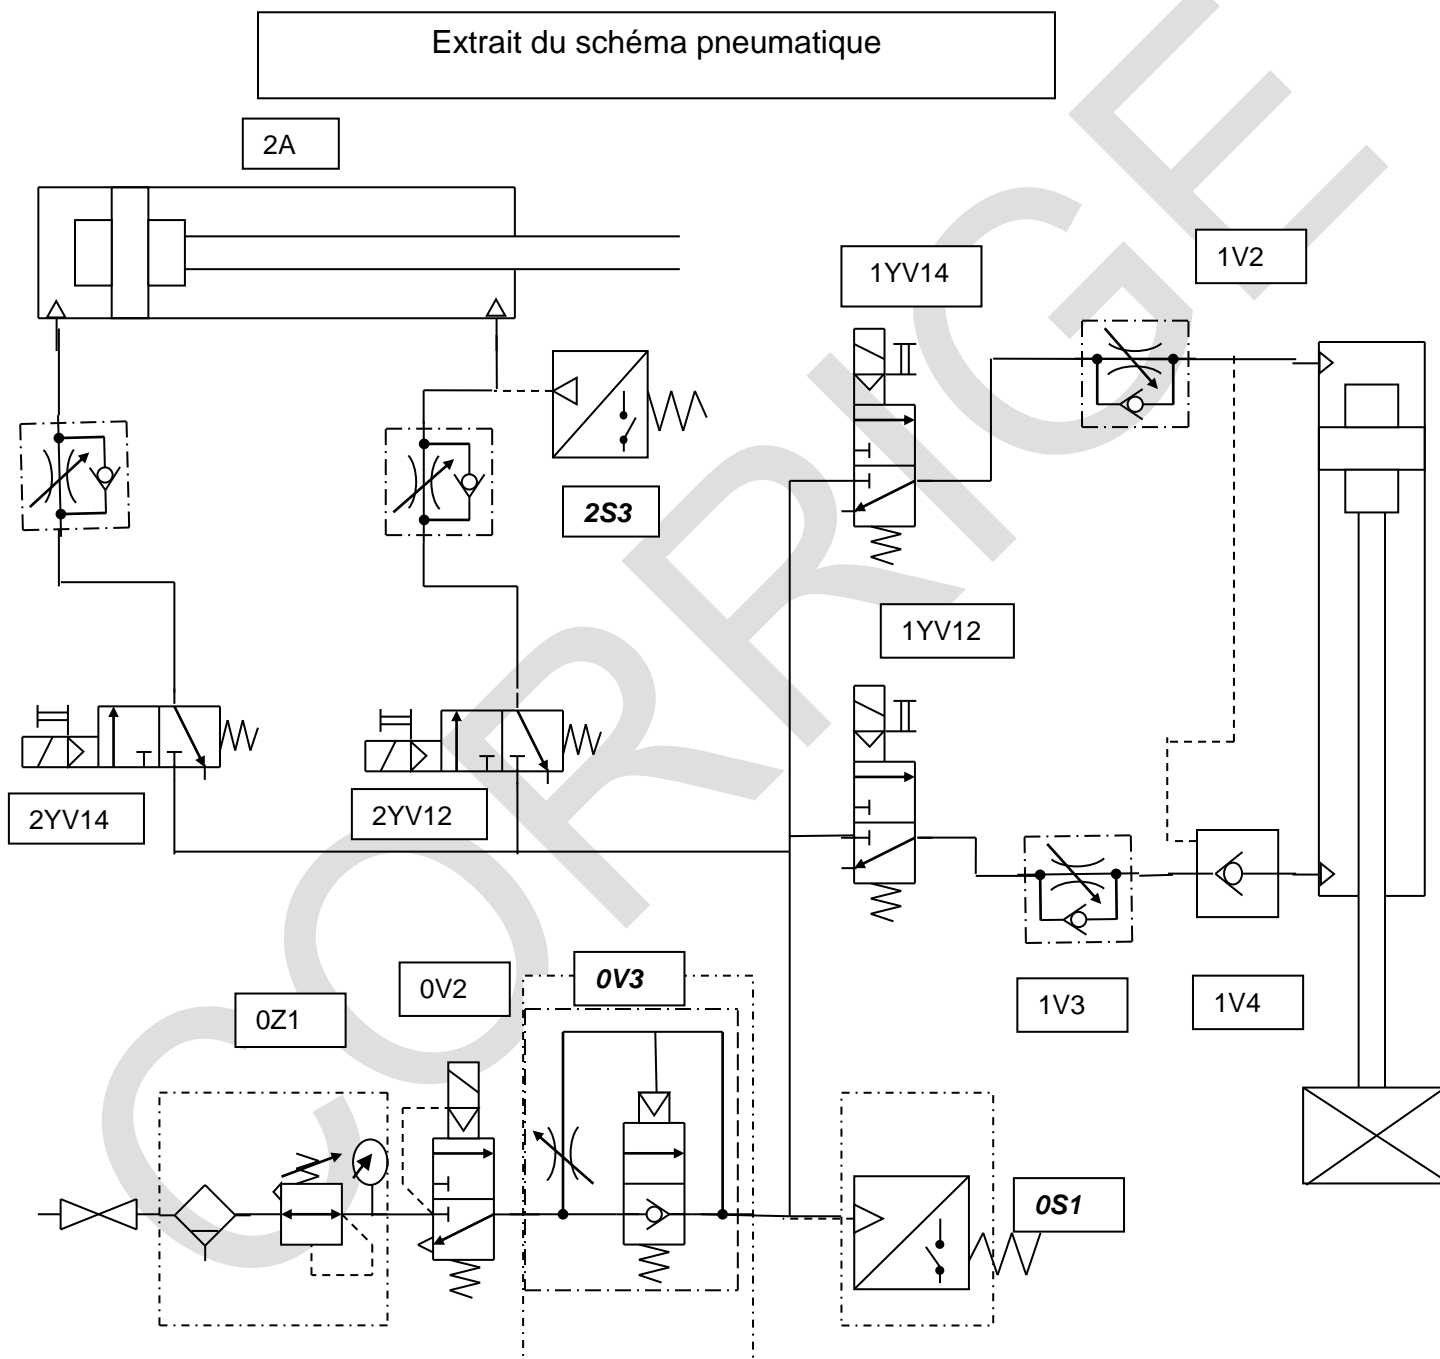 Extrait du schéma pneumatique
2A
1YV14
1V2
2S3
1YV12
2YV14
2YV12
0V2
0V3
0Z1
1V3
1V4
0S1
CORRIGE